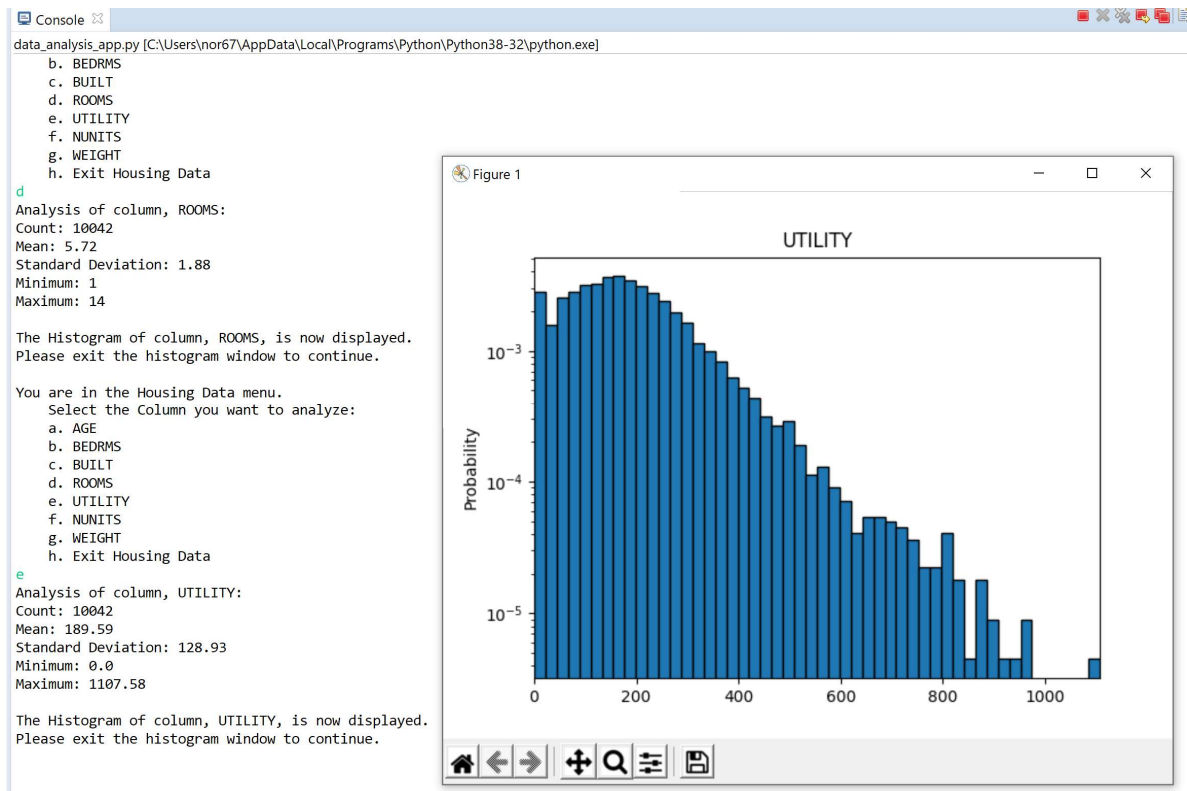 Console
data_analysis_app.py [C:\Users\nor67\AppData\Local\Programs\Python\Python38-32\python.exe]
b. BEDRMS
c. BUILT
d. ROOMS
e. UTILITY
f. NUNITS
g. WEIGHT
h. Exit Housing Data
d
Analysis of column, ROOMS:
Count: 10042
Mean: 5.72
Standard Deviation: 1.88
Minimum: 1
Maximum: 14
The Histogram of column, ROOMS, is now displayed.
Please exit the histogram window to continue.
You are in the Housing Data menu.
Select the Column you want to analyze:
a. AGE
b. BEDRMS
c. BUILT
d. ROOMS
e. UTILITY
f. NUNITS
g. WEIGHT
h. Exit Housing Data
e
Analysis of column, UTILITY:
Count: 10042
Mean: 189.59
Standard Deviation: 128.93
Minimum: 0.0
Maximum: 1107.58
The Histogram of column, UTILITY, is now displayed.
Please exit the histogram window to continue.
Figure 1
UTILITY
Probability
10⁻³
10⁻⁴
10⁻⁵
0 200 400 600 800 1000